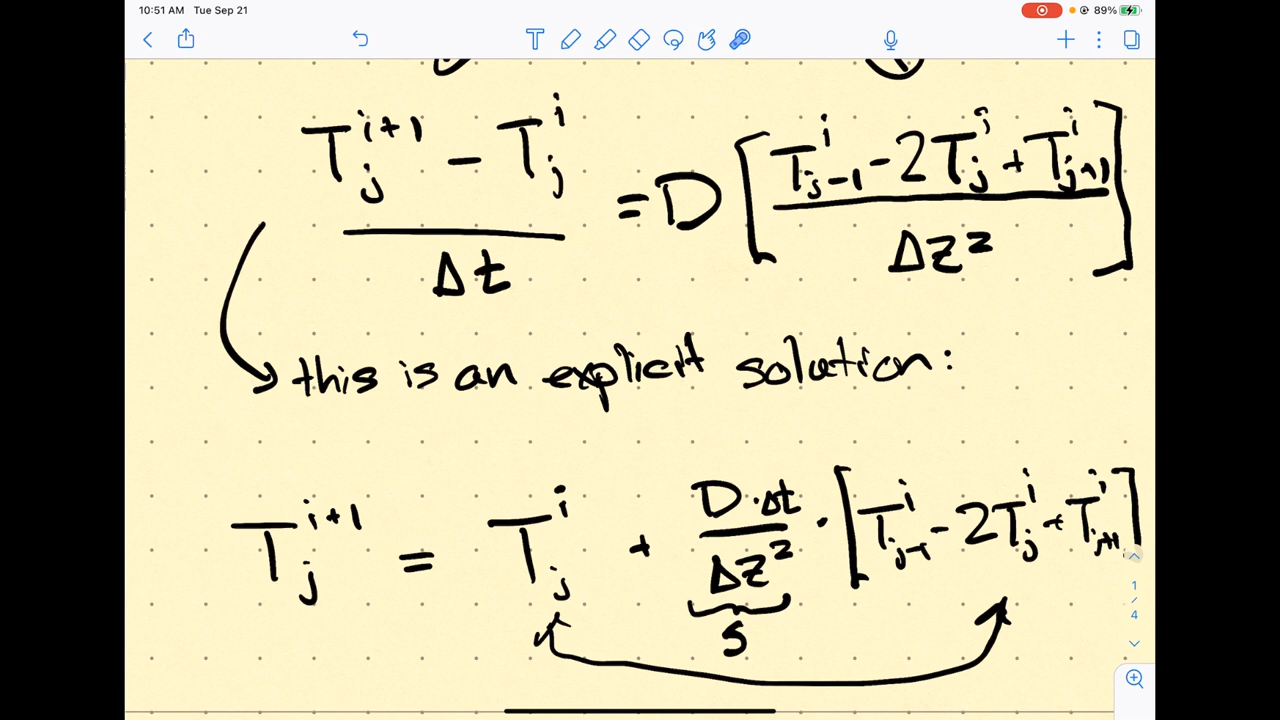 10:51 AM Tue Sep 21 89%
T_j^{i+1} - T_j^i / Δt = D [ T_{j-1}^i - 2T_j^i + T_{j+1}^i / Δz² ]
this is an explicit solution:
T_j^{i+1} = T_j^i + D·Δt / Δz² · [ T_{j-1}^i - 2T_j^i + T_{j+1}^i ]
S
1
/
4